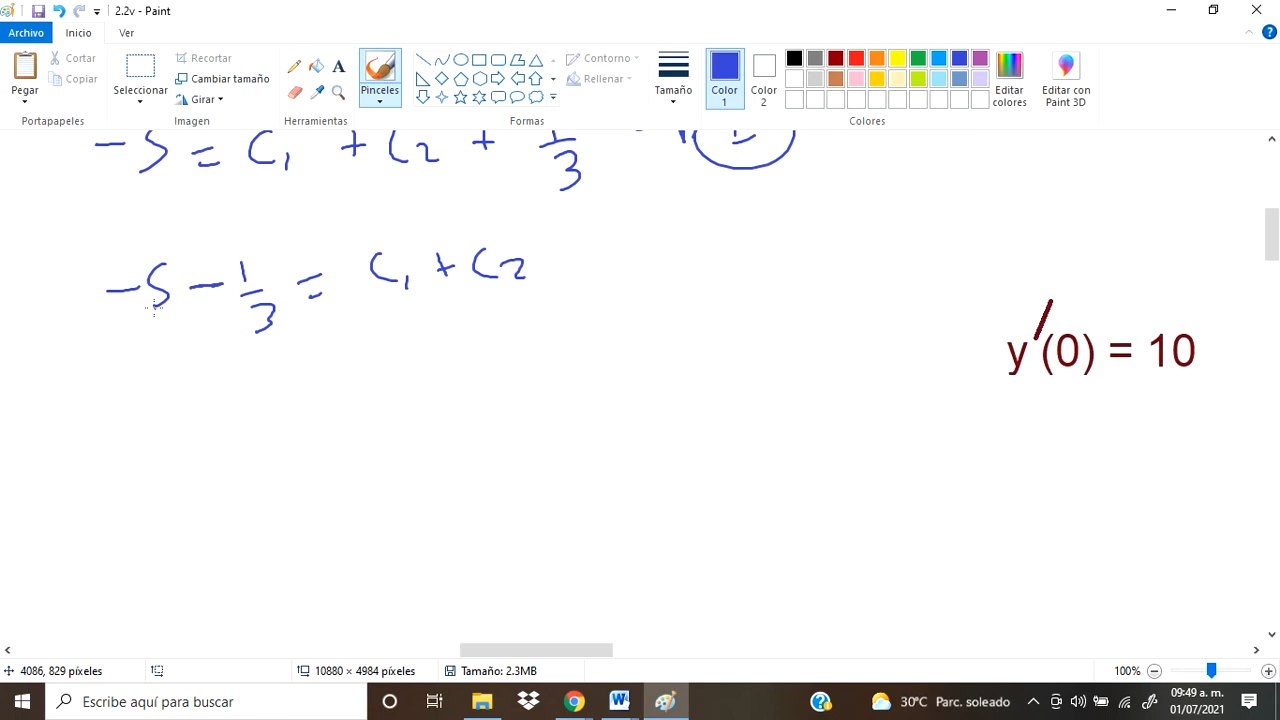 2.2v - Paint
Archivo Inicio Ver
Pegar
Cortar
Copiar
Portapapeles
Seleccionar
Recortar
Cambiar tamaño
Girar
Imagen
A
Herramientas
Pinceles
Contorno
Rellenar
Formas
Tamaño
Color 1
Color 2
Editar colores
Editar con Paint 3D
Colores
-5 = C1 + C2 + 1/3
-5 - 1/3 = C1 + C2
y'(0) = 10
4086, 829 píxeles
10880 × 4984 píxeles
Tamaño: 2.3MB
100%
Escribe aquí para buscar
30°C Parc. soleado
09:49 a. m.
01/07/2021